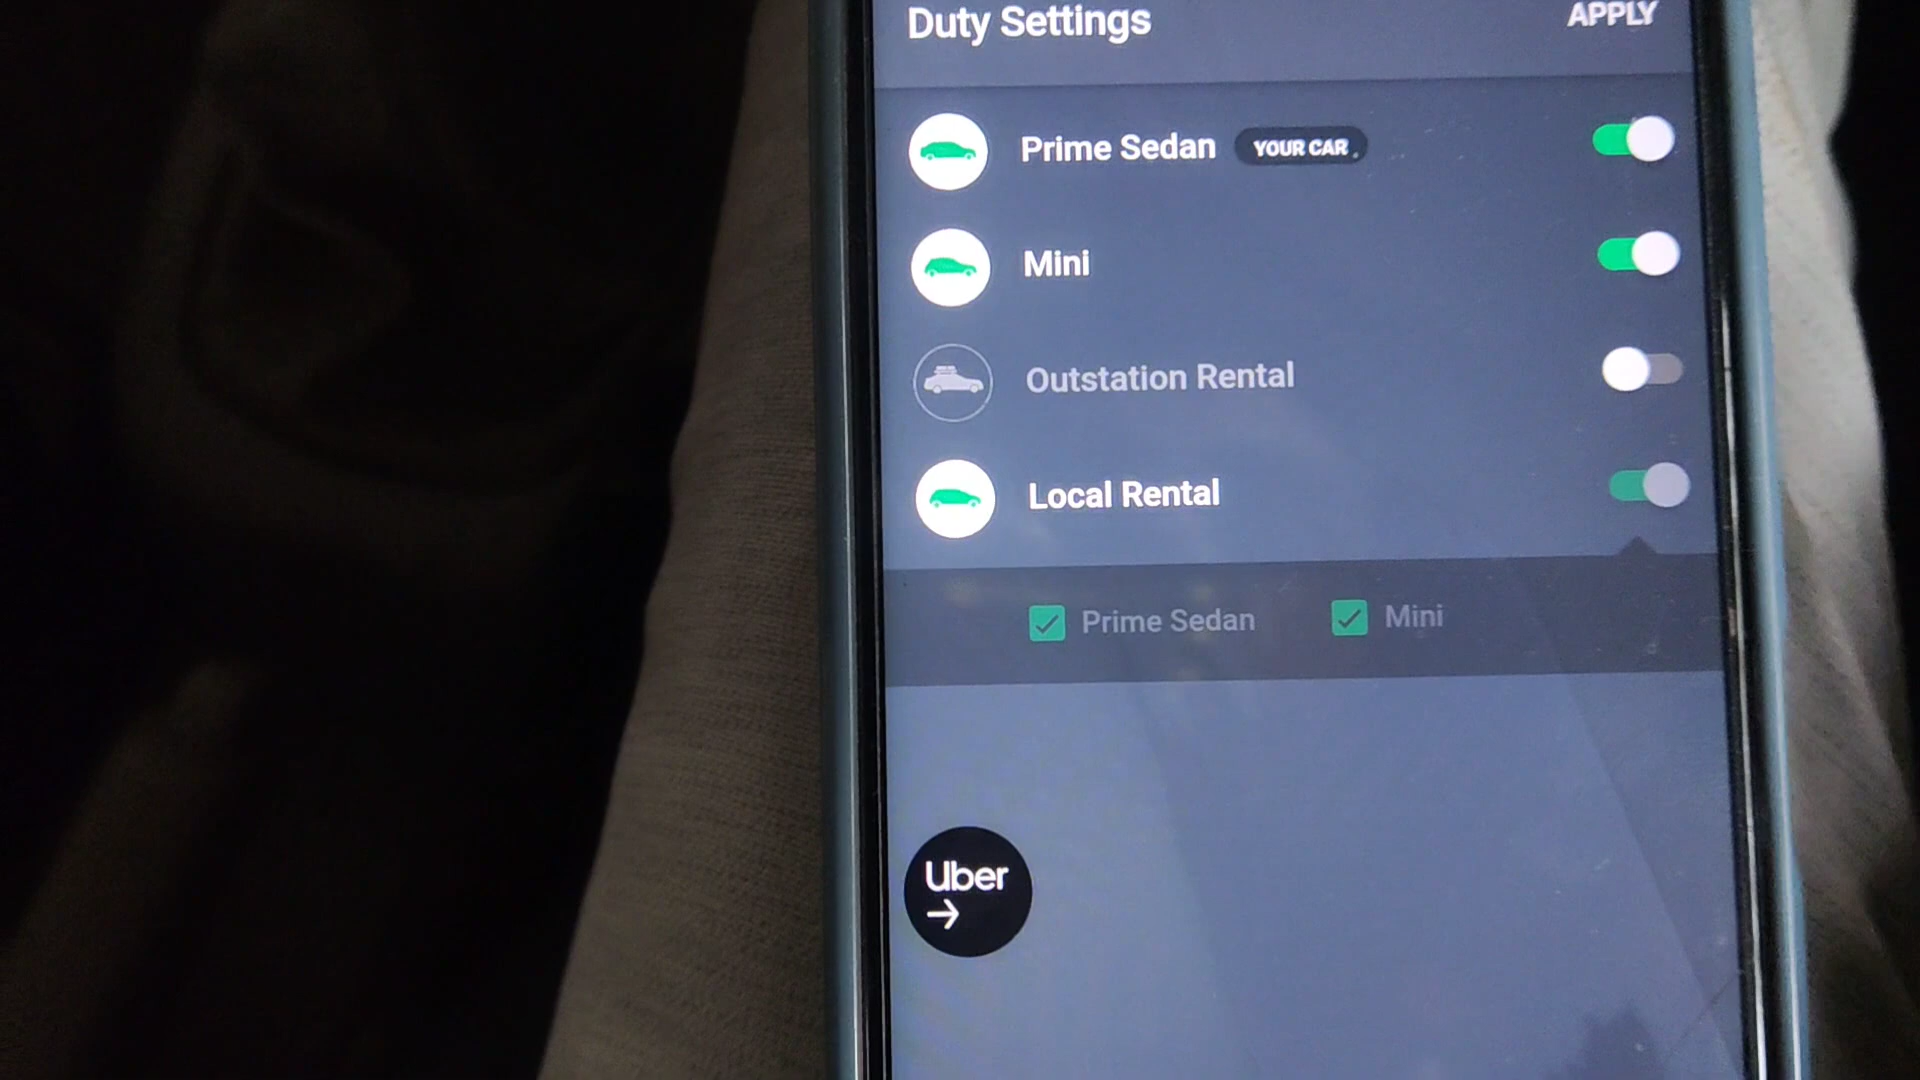 Duty Settings APPLY
Prime Sedan YOUR CAR
Mini
Outstation Rental
Local Rental
Prime Sedan Mini
Uber